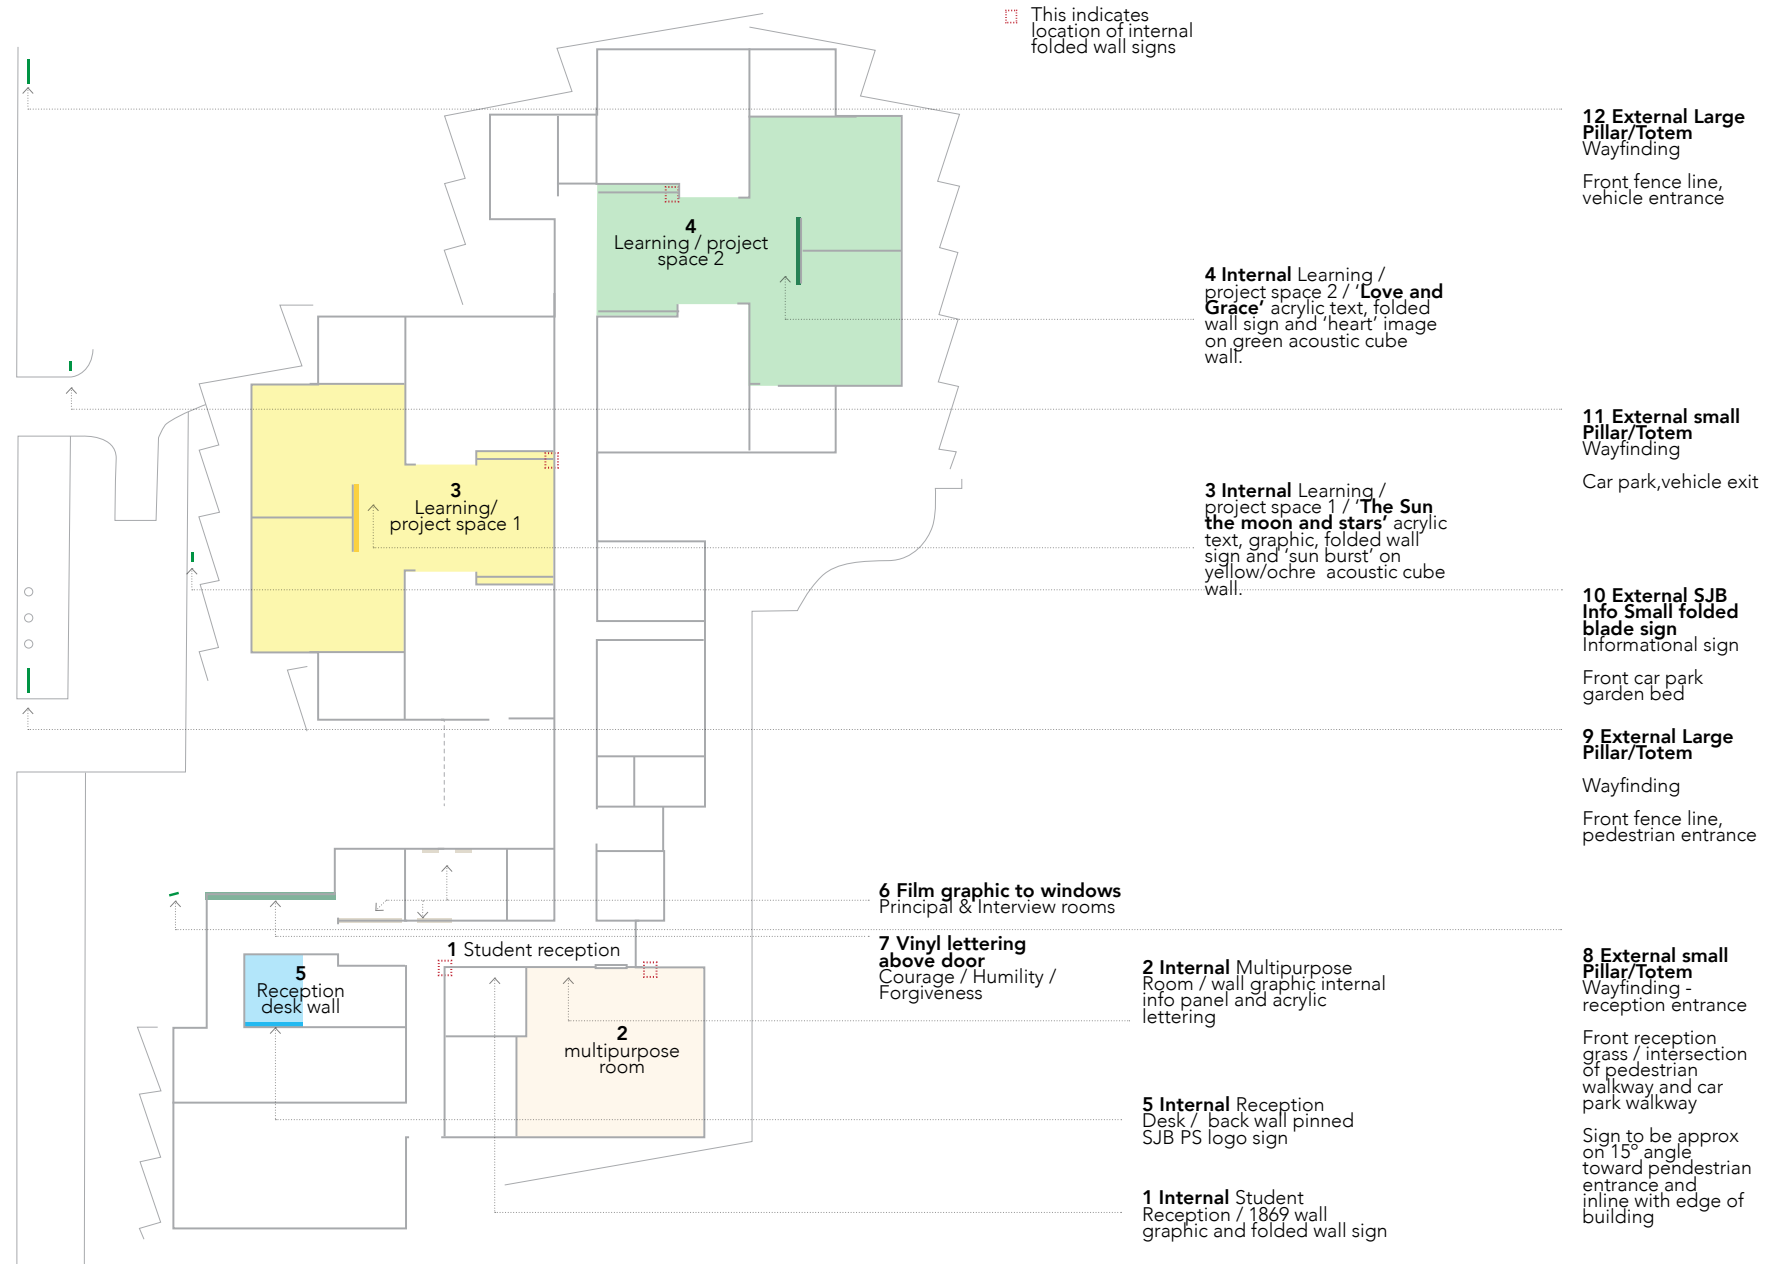 This indicates
location of internal
folded wall signs
12 External Large
Pillar/Totem
Wayfinding
Front fence line,
vehicle entrance
4
Learning / project
space 2
4 Internal Learning /
project space 2 / ‘Love and
Grace’ acrylic text, folded
wall sign and ‘heart’ image
on green acoustic cube
wall.
11 External small
Pillar/Totem
Wayfinding
Car park,vehicle exit
3
Learning/
project space 1
3 Internal Learning /
project space 1 / ‘The Sun
the moon and stars’ acrylic
text, graphic, folded wall
sign and ‘sun burst’ on
yellow/ochre acoustic cube
wall.
10 External SJB
Info Small folded
blade sign
Informational sign
Front car park
garden bed
9 External Large
Pillar/Totem
Wayfinding
Front fence line,
pedestrian entrance
6 Film graphic to windows
Principal & Interview rooms
7 Vinyl lettering
above door
Courage / Humility /
Forgiveness
1 Student reception
5
Reception
desk wall
2
multipurpose
room
2 Internal Multipurpose
Room / wall graphic internal
info panel and acrylic
lettering
5 Internal Reception
Desk / back wall pinned
SJB PS logo sign
1 Internal Student
Reception / 1869 wall
graphic and folded wall sign
8 External small
Pillar/Totem
Wayfinding -
reception entrance
Front reception
grass / intersection
of pedestrian
walkway and car
park walkway
Sign to be approx
on 15º angle
toward pendestrian
entrance and
inline with edge of
building